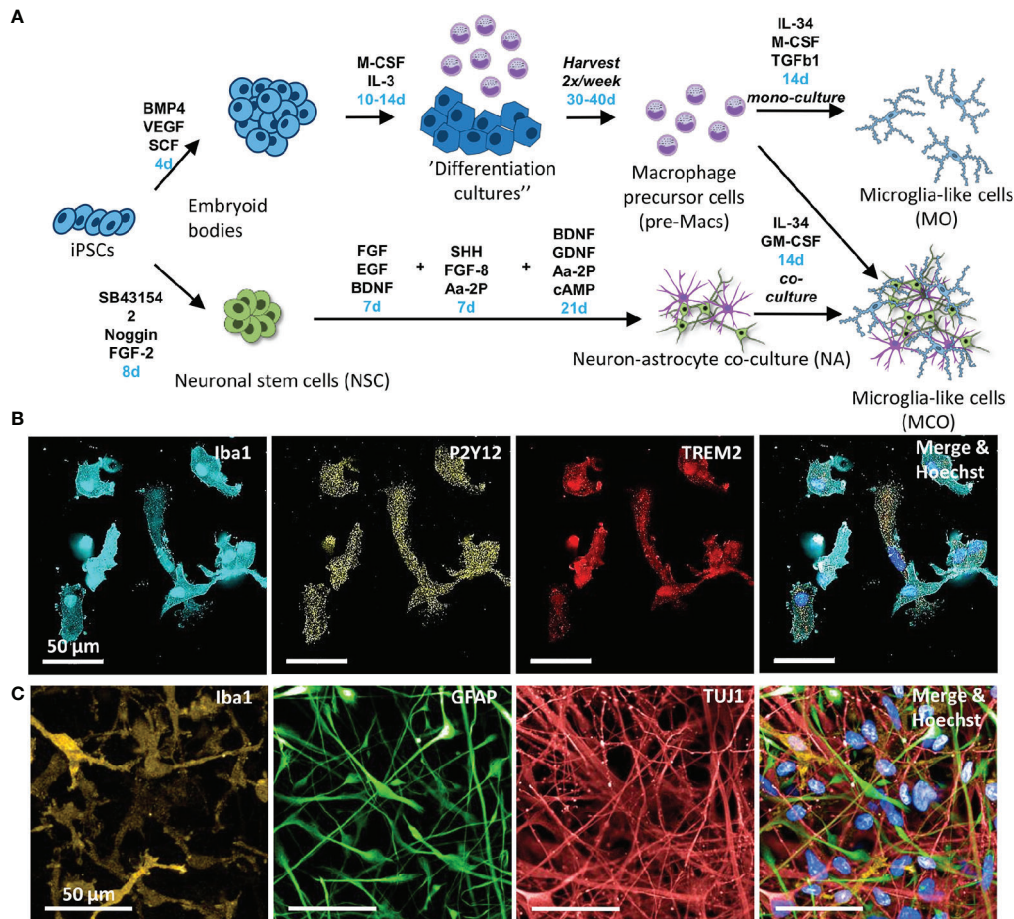 A
BMP4
VEGF
SCF
4d
iPSCs
Embryoid
bodies
M-CSF
IL-3
10-14d
'Differentiation
cultures''
Harvest
2x/week
30-40d
Macrophage
precursor cells
(pre-Macs)
IL-34
M-CSF
TGFb1
14d
mono-culture
Microglia-like cells
(MO)
SB43154
2
Noggin
FGF-2
8d
Neuronal stem cells (NSC)
FGF
EGF
BDNF
7d
+
SHH
FGF-8
Aa-2P
7d
+
BDNF
GDNF
Aa-2P
cAMP
21d
Neuron-astrocyte co-culture (NA)
IL-34
GM-CSF
14d
co-
culture
Microglia-like cells
(MCO)
B
Iba1
50 µm
P2Y12
TREM2
Merge &
Hoechst
C
Iba1
50 µm
GFAP
TUJ1
Merge &
Hoechst